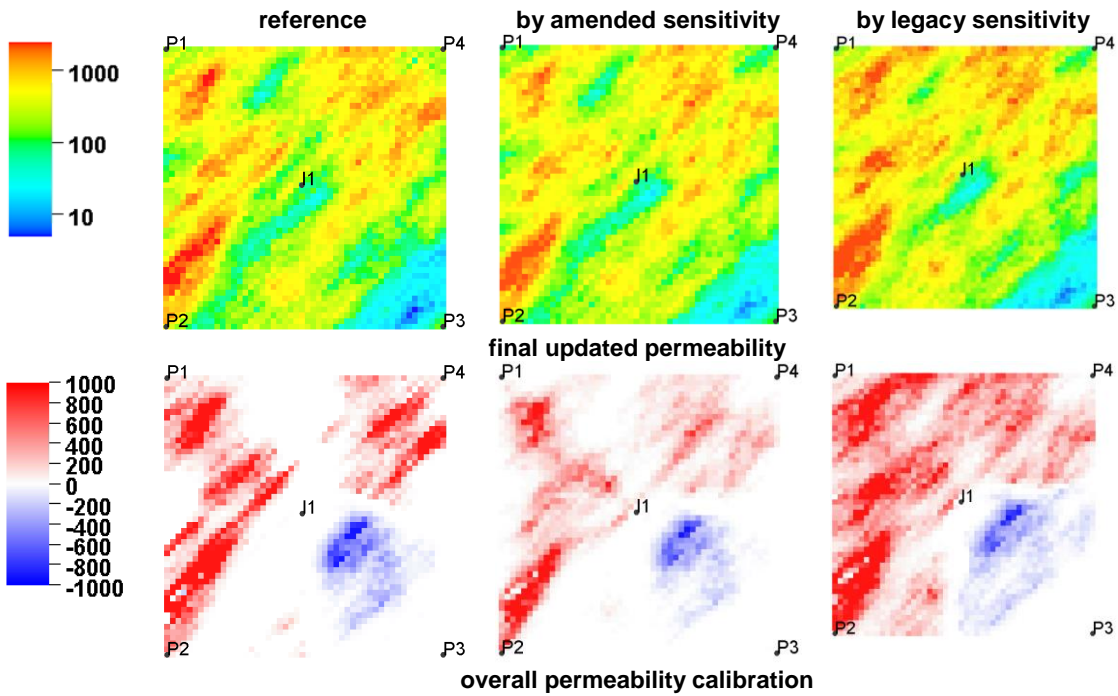 reference by amended sensitivity by legacy sensitivity
P1 P4 P1 P4 P1 P4
1000
100
10
J1 J1 J1
P2 P3 P2 P3 P2 P3
final updated permeability
P1 P4 P1 P4 P1 P4
1000
800
600
400
200
0
-200
-400
-600
-800
-1000
J1 J1 J1
P2 P3 P2 P3 P2 P3
overall permeability calibration